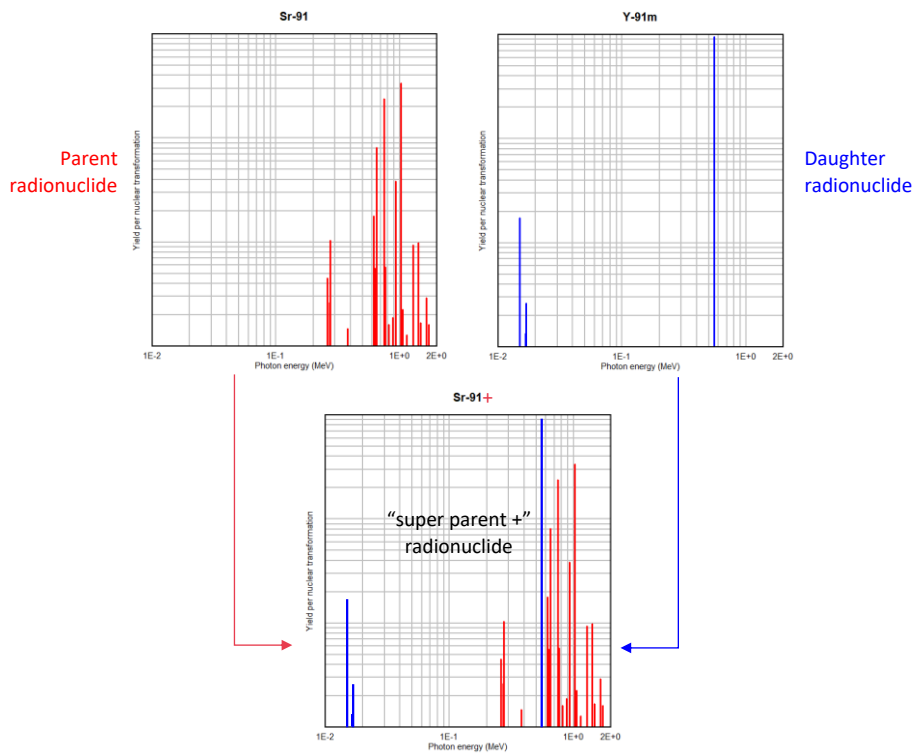 Sr-91
Y-91m
Parent
radionuclide
Yield per nuclear transformation
1E-2
1E-1
1E+0
2E+0
Photon energy (MeV)
Yield per nuclear transformation
1E-2
1E-1
1E+0
2E+0
Photon energy (MeV)
Daughter
radionuclide
Sr-91+
“super parent +”
radionuclide
Yield per nuclear transformation
1E-2
1E-1
1E+0
2E+0
Photon energy (MeV)